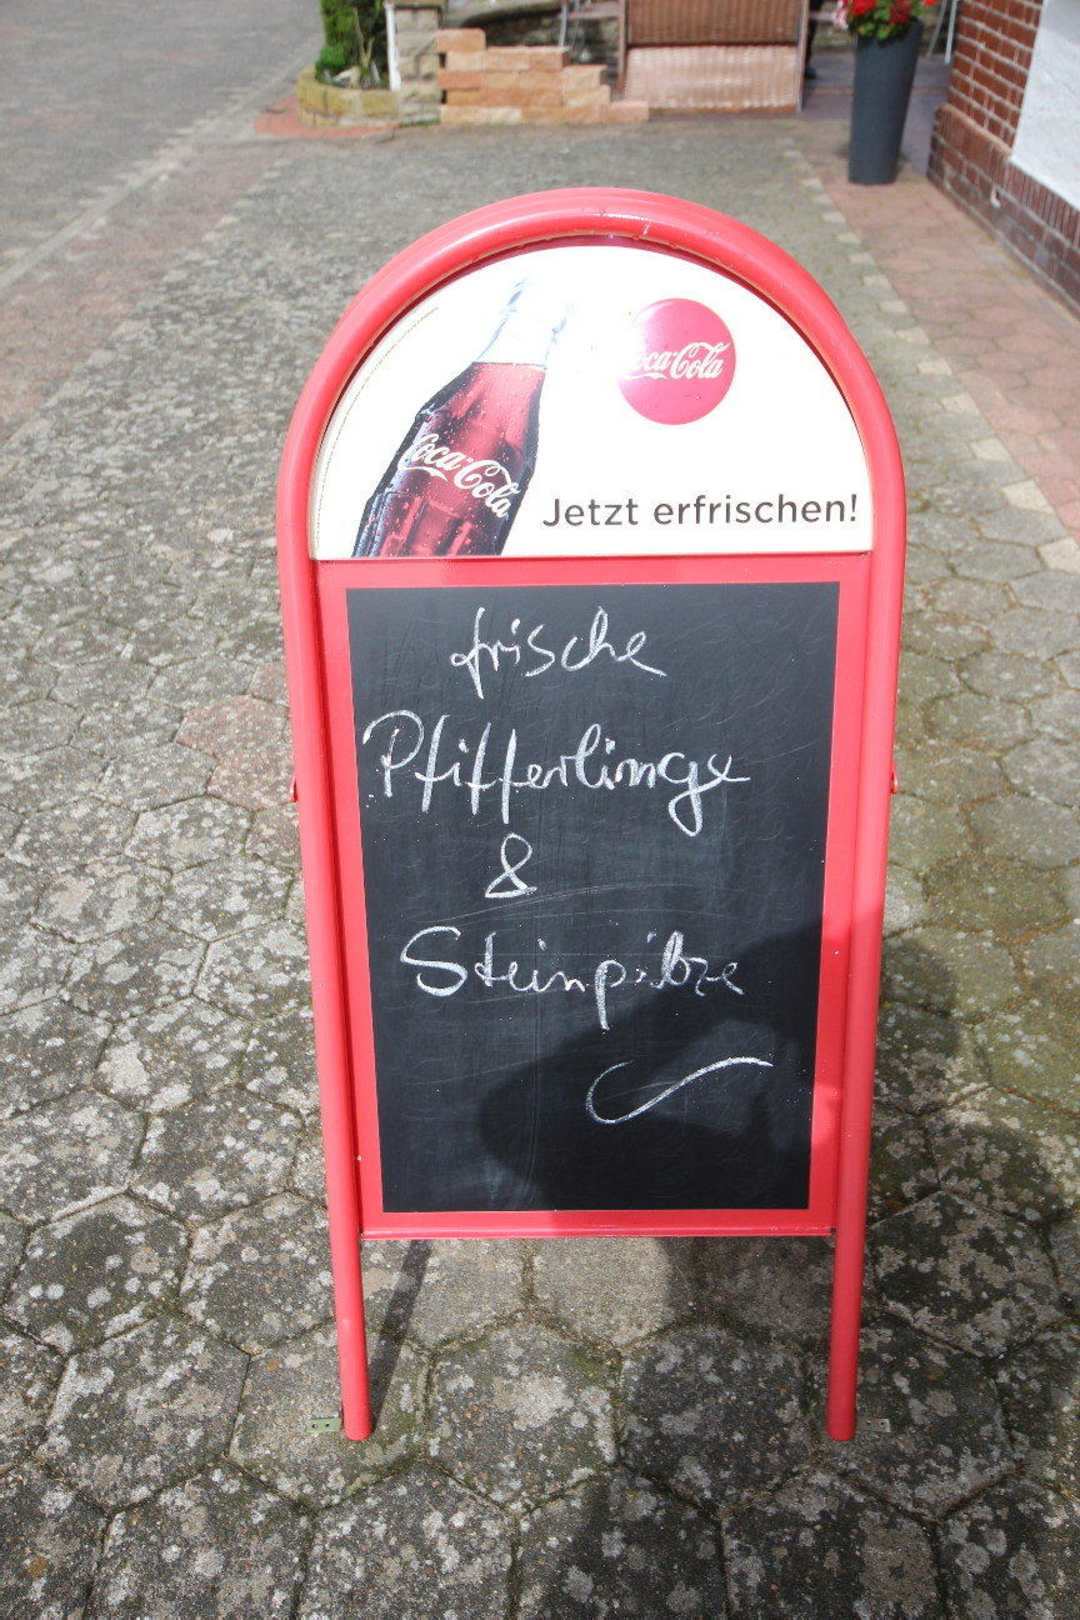 Coca-Cola
Coca-Cola
Jetzt erfrischen!
frische
Pfifferlinge
&
Steinpilze